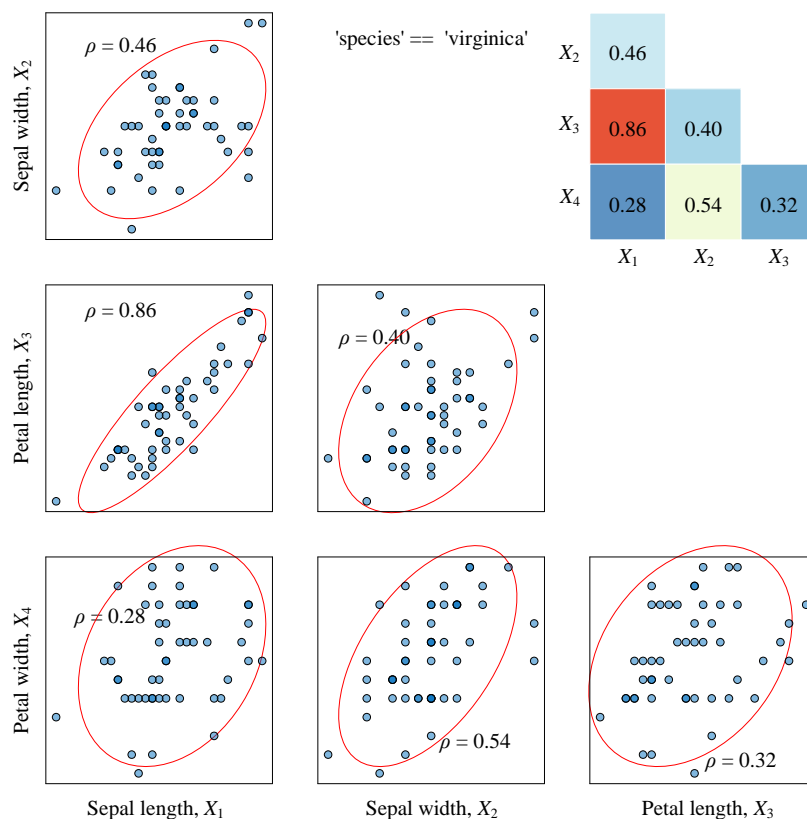 ρ = 0.46
'species' == 'virginica'
Sepal width, X2
X2
0.46
X3
0.86
0.40
X4
0.28
0.54
0.32
X1
X2
X3
ρ = 0.86
ρ = 0.40
Petal length, X3
ρ = 0.28
ρ = 0.54
ρ = 0.32
Petal width, X4
Sepal length, X1
Sepal width, X2
Petal length, X3